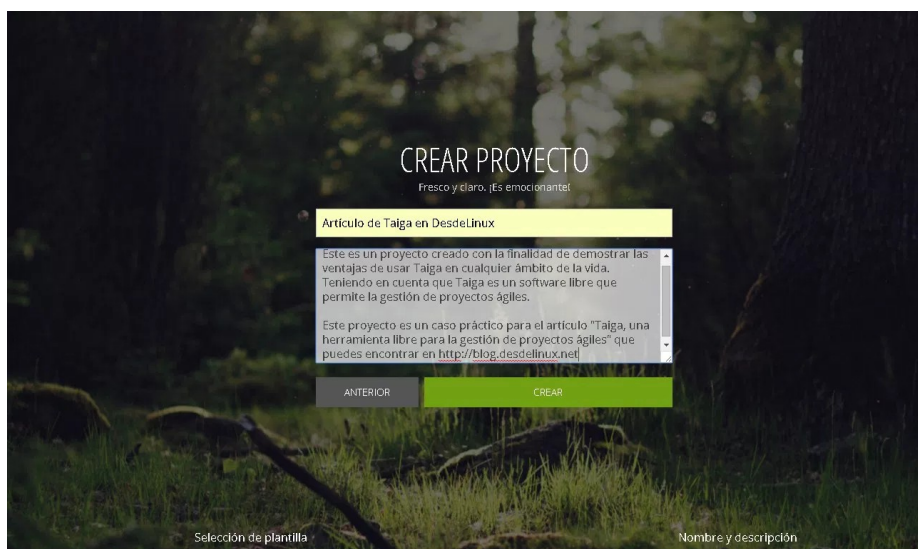 CREAR PROYECTO
Fresco y claro. ¡Es emocionante!
Artículo de Taiga en DesdeLinux
Este es un proyecto creado con la finalidad de demostrar las
ventajas de usar Taiga en cualquier ámbito de la vida.
Teniendo en cuenta que Taiga es un software libre que
permite la gestión de proyectos ágiles.
Este proyecto es un caso práctico para el artículo "Taiga, una
herramienta libre para la gestión de proyectos ágiles" que
puedes encontrar en http://blog.desdelinux.net
ANTERIOR CREAR
Selección de plantilla Nombre y descripción